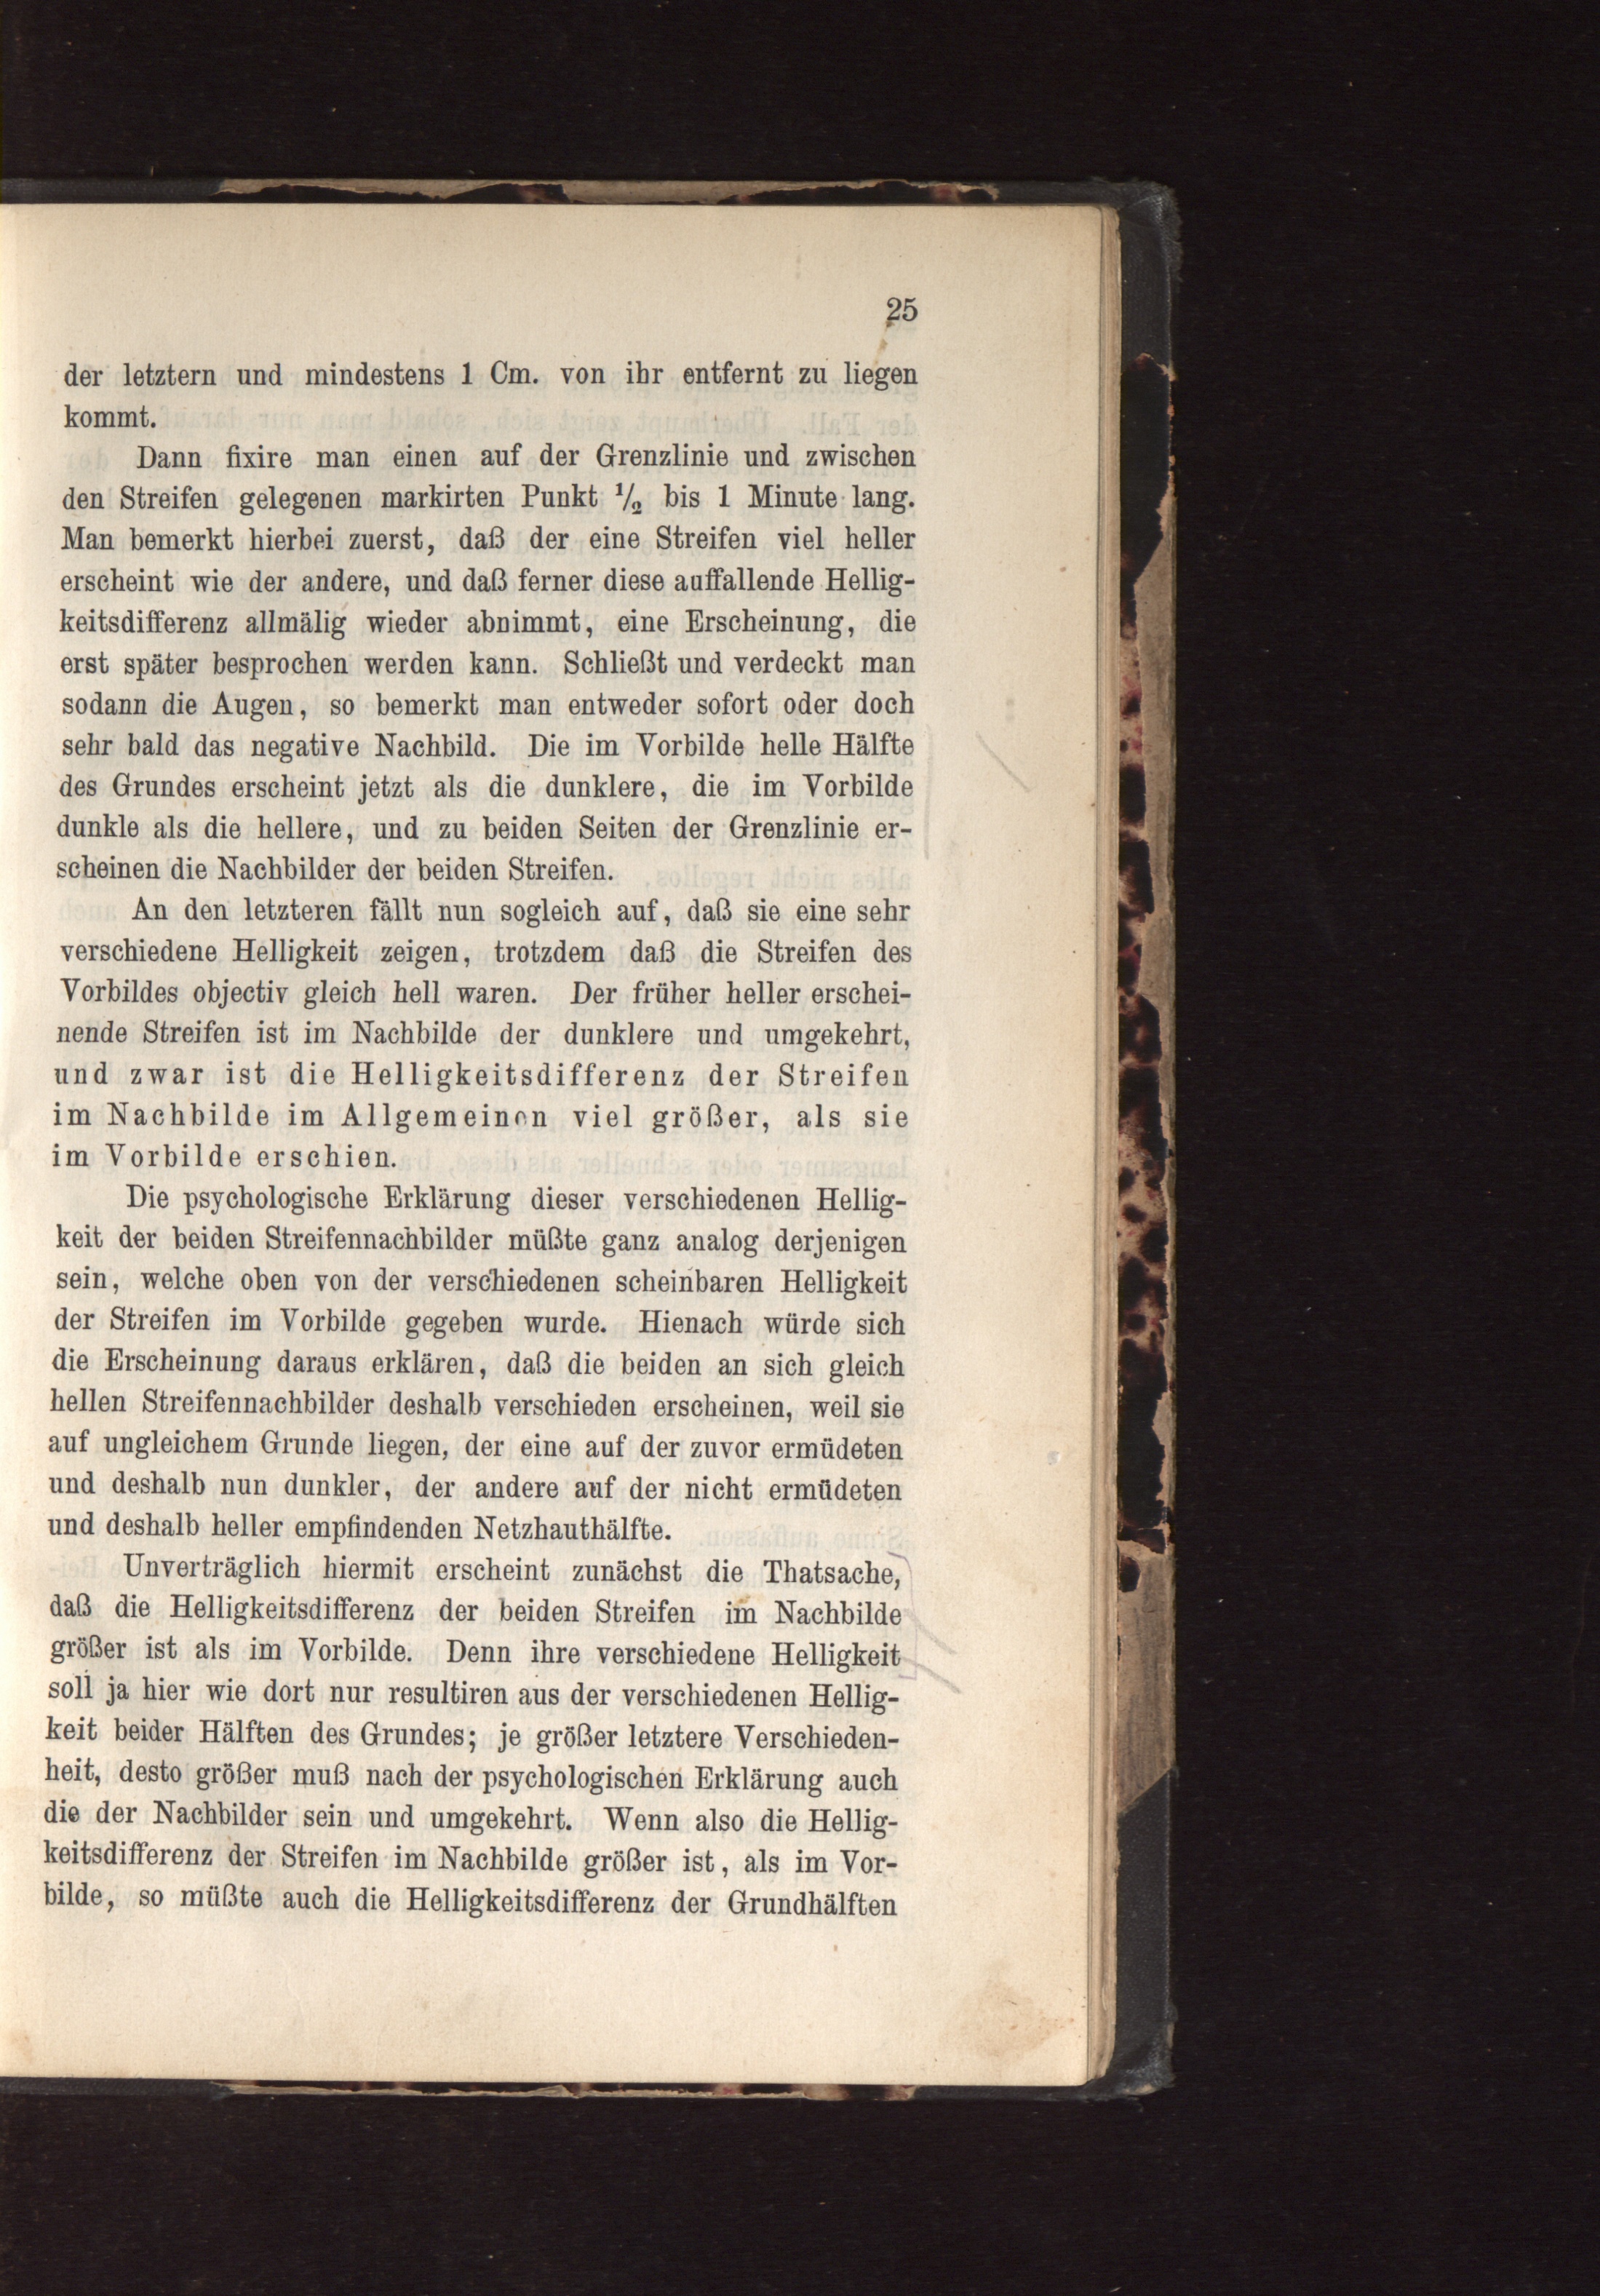 25
der letztern und mindestens 1 Cm. von ihr entfernt zu liegen
kommt.
Dann fixire man einen auf der Grenzlinie und zwischen
den Streifen gelegenen markirten Punkt ½ bis 1 Minute lang.
Man bemerkt hierbei zuerst, daß der eine Streifen viel heller
erscheint wie der andere, und daß ferner diese auffallende Hellig-
keitsdifferenz allmälig wieder abnimmt, eine Erscheinung, die
erst später besprochen werden kann. Schließt und verdeckt man
sodann die Augen, so bemerkt man entweder sofort oder doch
sehr bald das negative Nachbild. Die im Vorbilde helle Hälfte
des Grundes erscheint jetzt als die dunklere, die im Vorbilde
dunkle als die hellere, und zu beiden Seiten der Grenzlinie er-
scheinen die Nachbilder der beiden Streifen.
An den letzteren fällt nun sogleich auf, daß sie eine sehr
verschiedene Helligkeit zeigen, trotzdem daß die Streifen des
Vorbildes objectiv gleich hell waren. Der früher heller erschei-
nende Streifen ist im Nachbilde der dunklere und umgekehrt,
und zwar ist die Helligkeitsdifferenz der Streifen
im Nachbilde im Allgemeinen viel größer, als sie
im Vorbilde erschien.
Die psychologische Erklärung dieser verschiedenen Hellig-
keit der beiden Streifennachbilder müßte ganz analog derjenigen
sein, welche oben von der verschiedenen scheinbaren Helligkeit
der Streifen im Vorbilde gegeben wurde. Hienach würde sich
die Erscheinung daraus erklären, daß die beiden an sich gleich
hellen Streifennachbilder deshalb verschieden erscheinen, weil sie
auf ungleichem Grunde liegen, der eine auf der zuvor ermüdeten
und deshalb nun dunkler, der andere auf der nicht ermüdeten
und deshalb heller empfindenden Netzhauthälfte.
Unverträglich hiermit erscheint zunächst die Thatsache,
daß die Helligkeitsdifferenz der beiden Streifen im Nachbilde
größer ist als im Vorbilde. Denn ihre verschiedene Helligkeit
soll ja hier wie dort nur resultiren aus der verschiedenen Hellig-
keit beider Hälften des Grundes; je größer letztere Verschieden-
heit, desto größer muß nach der psychologischen Erklärung auch
die der Nachbilder sein und umgekehrt. Wenn also die Hellig-
keitsdifferenz der Streifen im Nachbilde größer ist, als im Vor-
bilde, so müßte auch die Helligkeitsdifferenz der Grundhälften